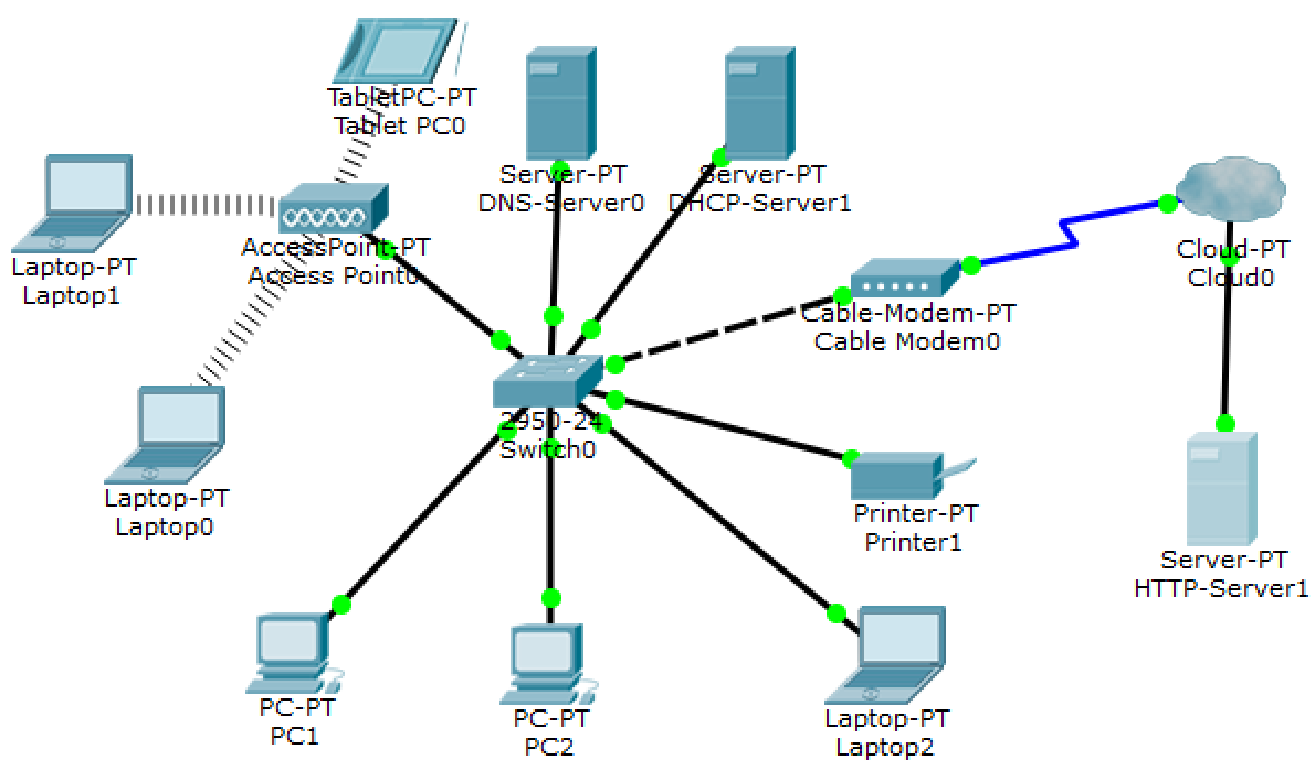 TabletPC-PT
Tablet PC0
Server-PT
DNS-Server0
Server-PT
DHCP-Server1
Laptop-PT
Laptop1
AccessPoint-PT
Access Point0
Cloud-PT
Cloud0
Cable-Modem-PT
Cable Modem0
2950-24
Switch0
Laptop-PT
Laptop0
Printer-PT
Printer1
Server-PT
HTTP-Server1
PC-PT
PC1
PC-PT
PC2
Laptop-PT
Laptop2